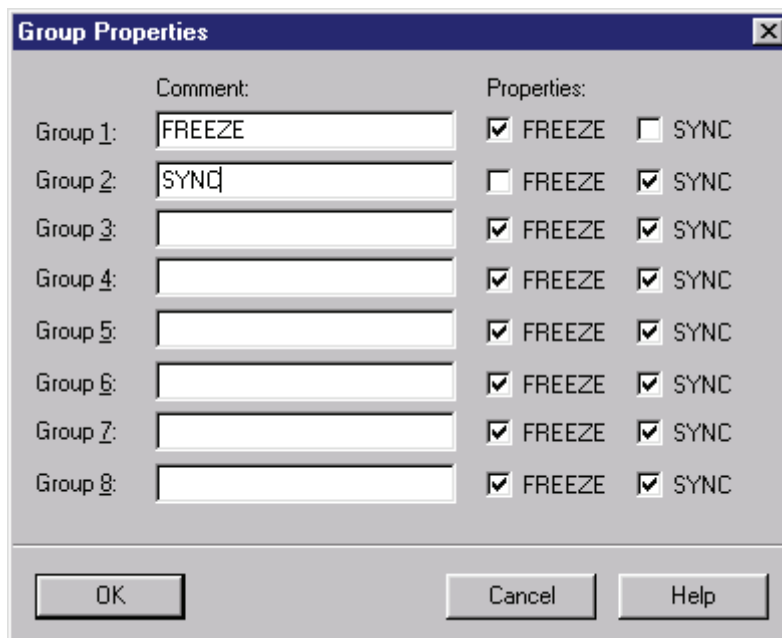 Group Properties
Comment: Properties:
Group 1: FREEZE FREEZE SYNC
Group 2: SYNC FREEZE SYNC
Group 3: FREEZE SYNC
Group 4: FREEZE SYNC
Group 5: FREEZE SYNC
Group 6: FREEZE SYNC
Group 7: FREEZE SYNC
Group 8: FREEZE SYNC
OK Cancel Help